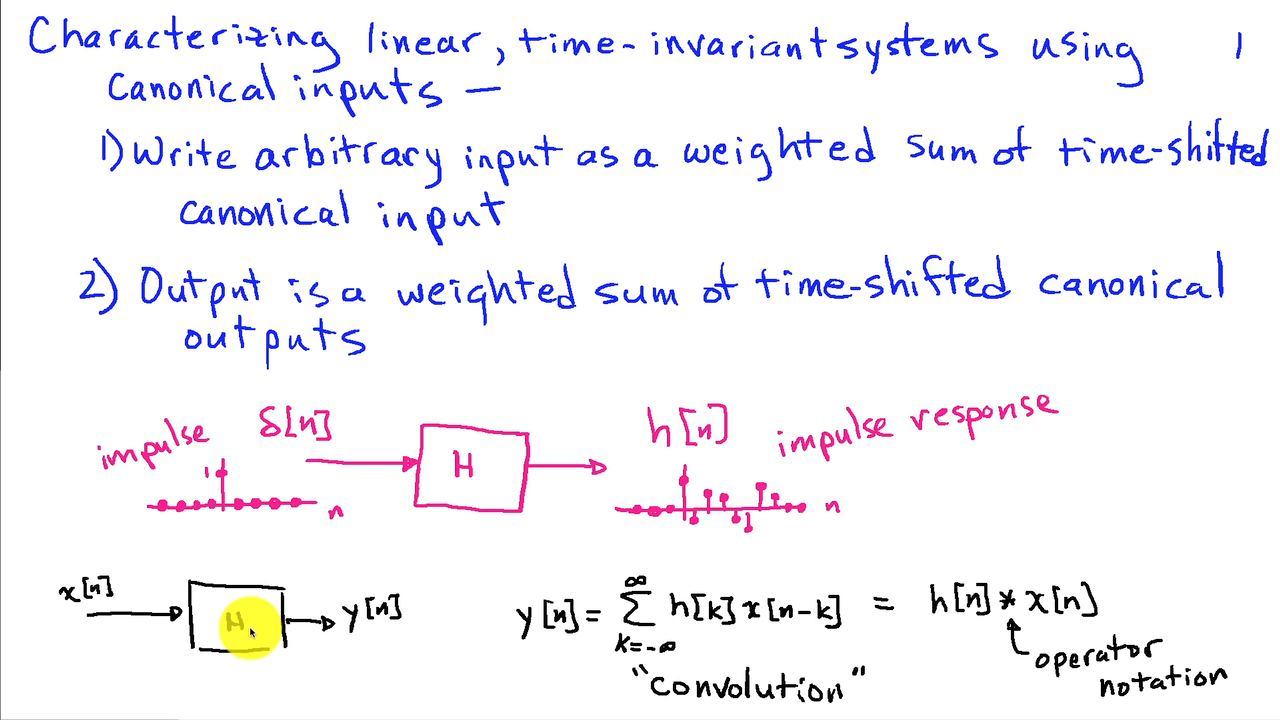 Characterizing linear, time-invariant systems using 1
canonical inputs —
1) Write arbitrary input as a weighted sum of time-shifted
canonical input
2) Output is a weighted sum of time-shifted canonical
outputs
impulse δ[n] H h[n] impulse response
1
n n
x[n] H y[n] y[n] = ∑_{k=-∞}^{∞} h[k] x[n-k] = h[n] * x[n]
"convolution" operator
notation